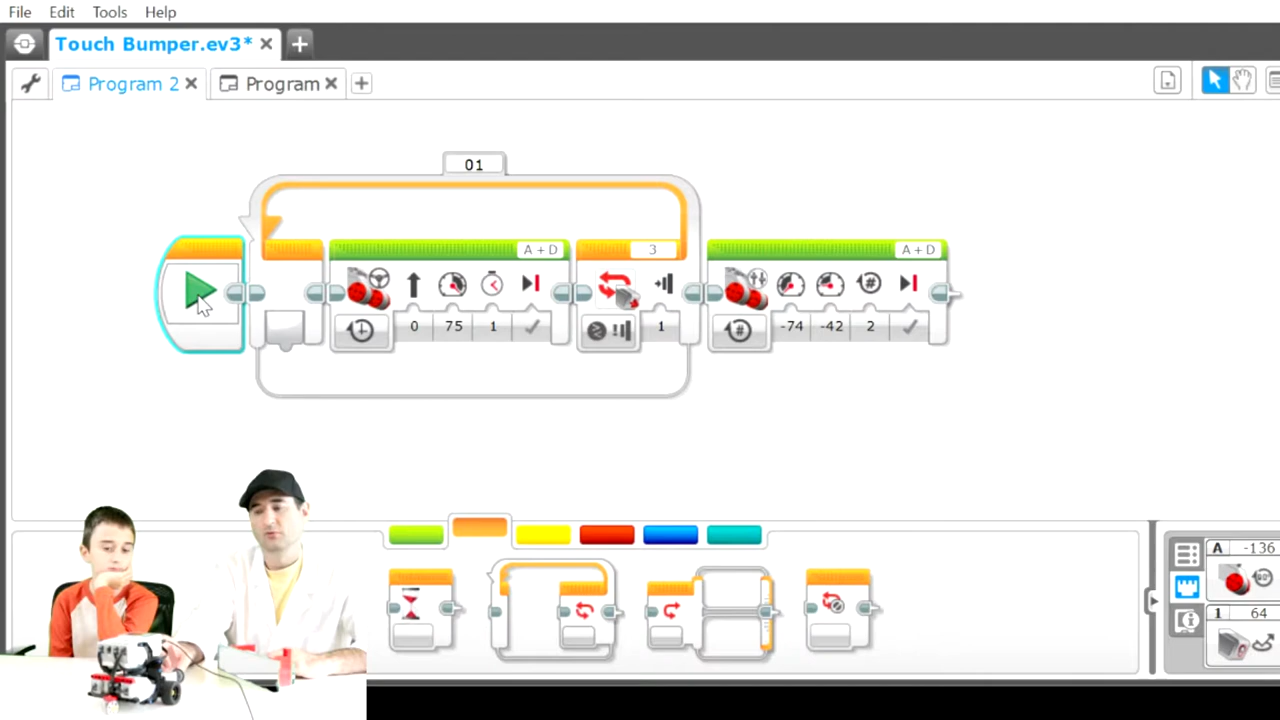 File Edit Tools Help
Touch Bumper.ev3* × +
Program 2 × Program × +
01
A + D 3 A + D
0 75 1 1 -74 -42 2
A -136
1 64